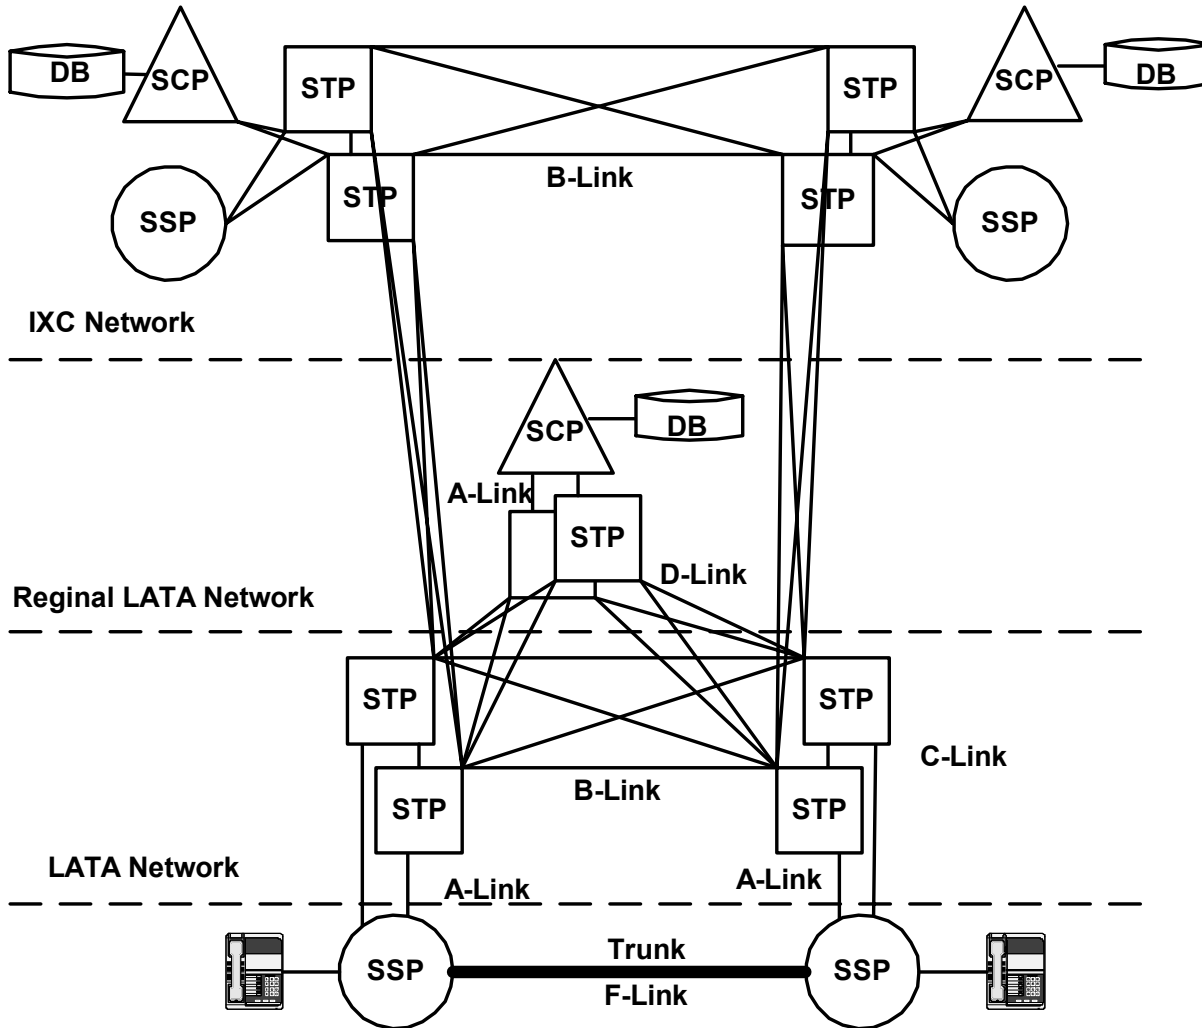 DB
SCP
STP
STP
SCP
DB
SSP
STP
B-Link
STP
SSP
IXC Network
SCP
DB
A-Link
STP
D-Link
Reginal LATA Network
STP
STP
C-Link
STP
B-Link
STP
LATA Network
A-Link
A-Link
SSP
Trunk
F-Link
SSP